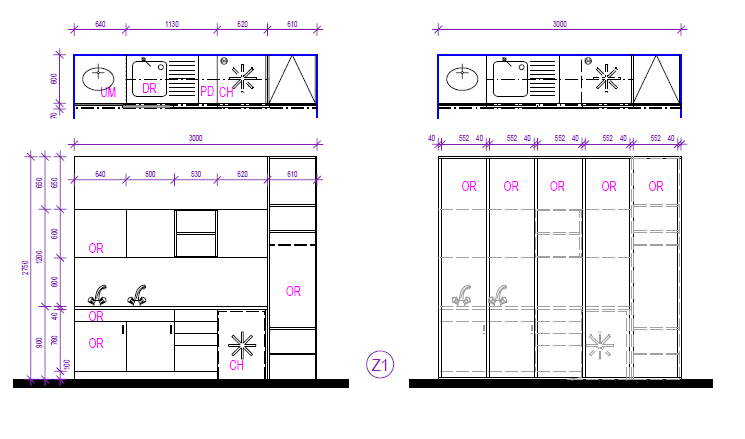 640 1130 620 610
600
70
UM DR PD CH
3000
3000
640 600 530 620 610
650 650
600
1200
2750
600
40
900
760
100
OR
OR
OR
OR
CH
Z1
3000
40 552 40 552 40 552 40 552 40 552 40
OR OR OR OR OR